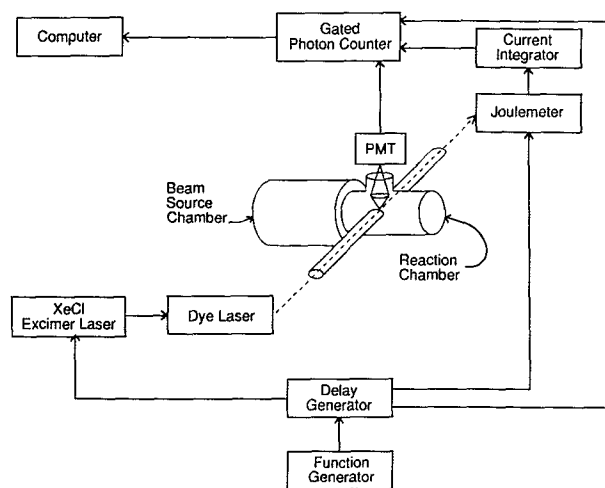 Computer
Gated
Photon Counter
Current
Integrator
Joulemeter
PMT
Beam
Source
Chamber
Reaction
Chamber
XeCl
Excimer Laser
Dye Laser
Delay
Generator
Function
Generator